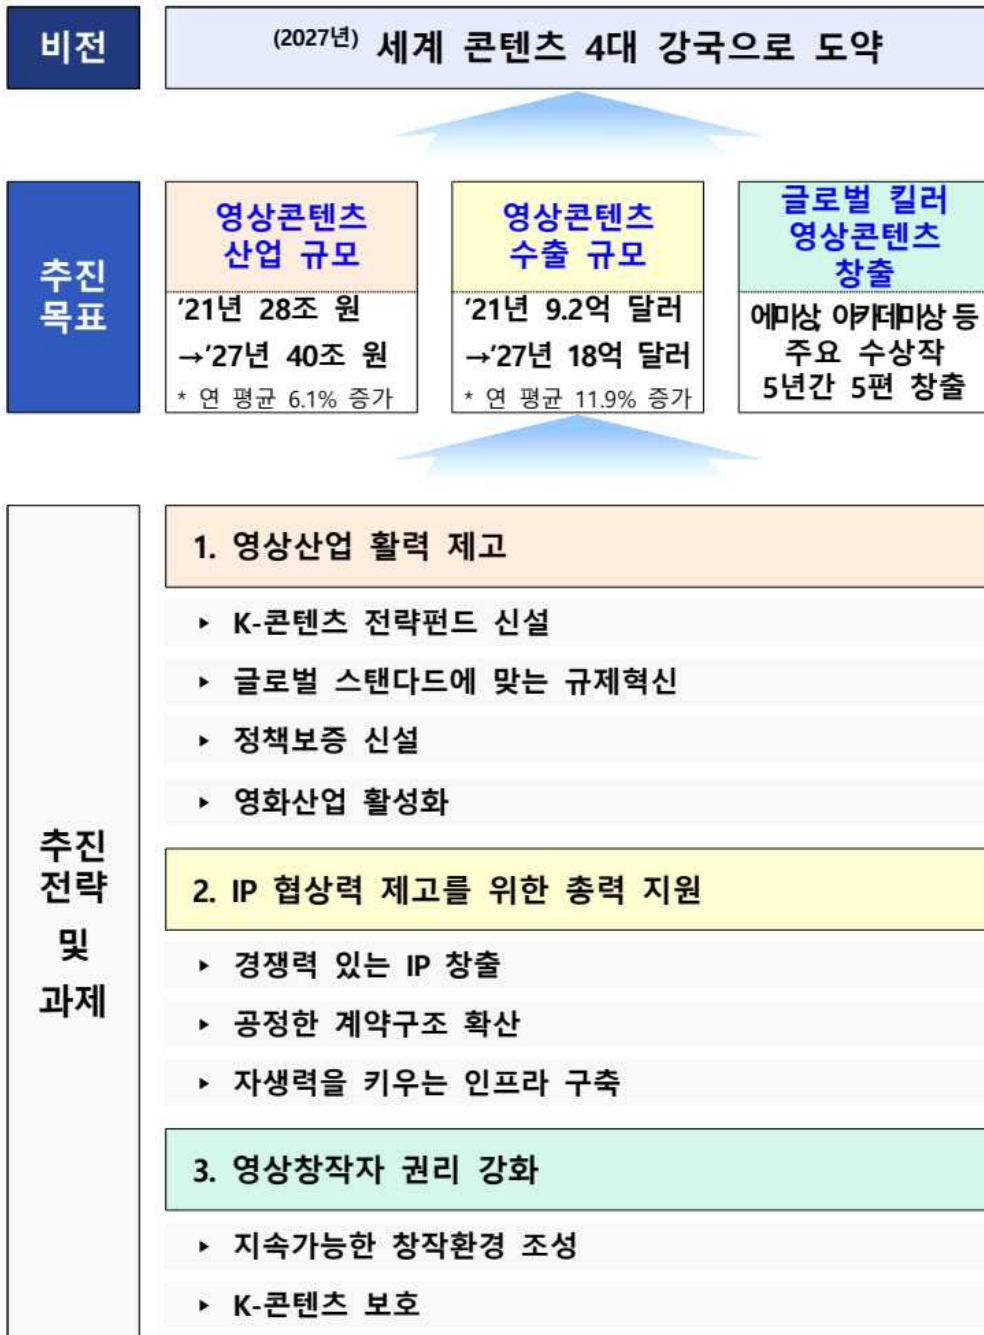 비전
(2027년) 세계 콘텐츠 4대 강국으로 도약
추진
목표
영상콘텐츠
산업 규모
’21년 28조 원
→’27년 40조 원
* 연 평균 6.1% 증가
영상콘텐츠
수출 규모
’21년 9.2억 달러
→’27년 18억 달러
* 연 평균 11.9% 증가
글로벌 킬러
영상콘텐츠
창출
에미상, 아카데미상 등
주요 수상작
5년간 5편 창출
추진
전략
및
과제
1. 영상산업 활력 제고
▸ K-콘텐츠 전략펀드 신설
▸ 글로벌 스탠다드에 맞는 규제혁신
▸ 정책보증 신설
▸ 영화산업 활성화
2. IP 협상력 제고를 위한 총력 지원
▸ 경쟁력 있는 IP 창출
▸ 공정한 계약구조 확산
▸ 자생력을 키우는 인프라 구축
3. 영상창작자 권리 강화
▸ 지속가능한 창작환경 조성
▸ K-콘텐츠 보호